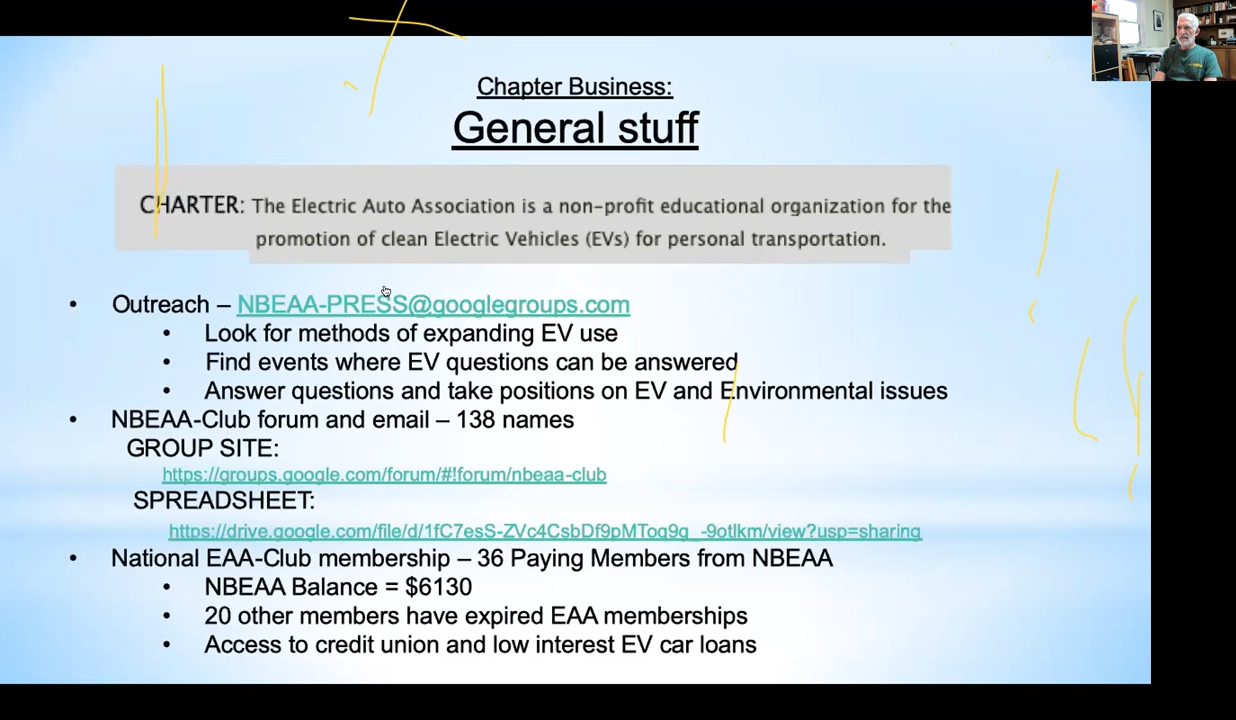 Chapter Business:
General stuff
CHARTER: The Electric Auto Association is a non-profit educational organization for the
promotion of clean Electric Vehicles (EVs) for personal transportation.
• Outreach – NBEAA-PRESS@googlegroups.com
• Look for methods of expanding EV use
• Find events where EV questions can be answered
• Answer questions and take positions on EV and Environmental issues
• NBEAA-Club forum and email – 138 names
GROUP SITE:
https://groups.google.com/forum/#!forum/nbeaa-club
SPREADSHEET:
https://drive.google.com/file/d/1fC7esS-ZVc4CsbDf9pMToq9g_-9otlkm/view?usp=sharing
• National EAA-Club membership – 36 Paying Members from NBEAA
• NBEAA Balance = $6130
• 20 other members have expired EAA memberships
• Access to credit union and low interest EV car loans